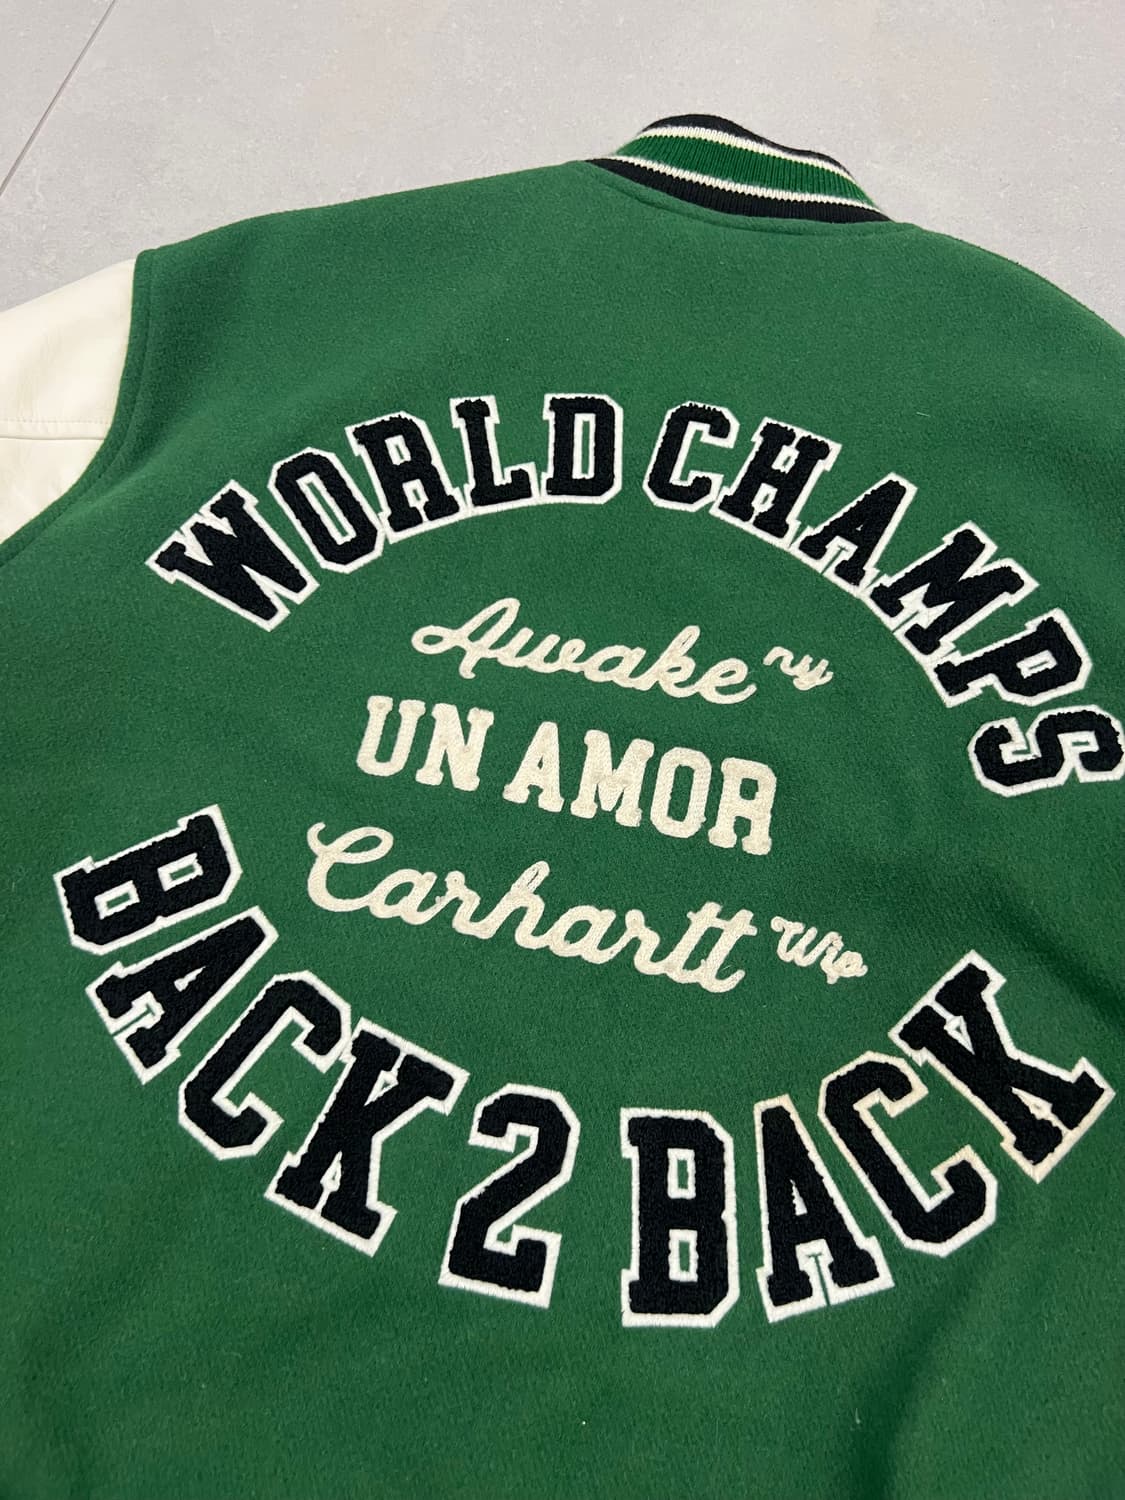 WORLD CHAMPS
Awake ny
UN AMOR
Carhartt Wip
BACK 2 BACK